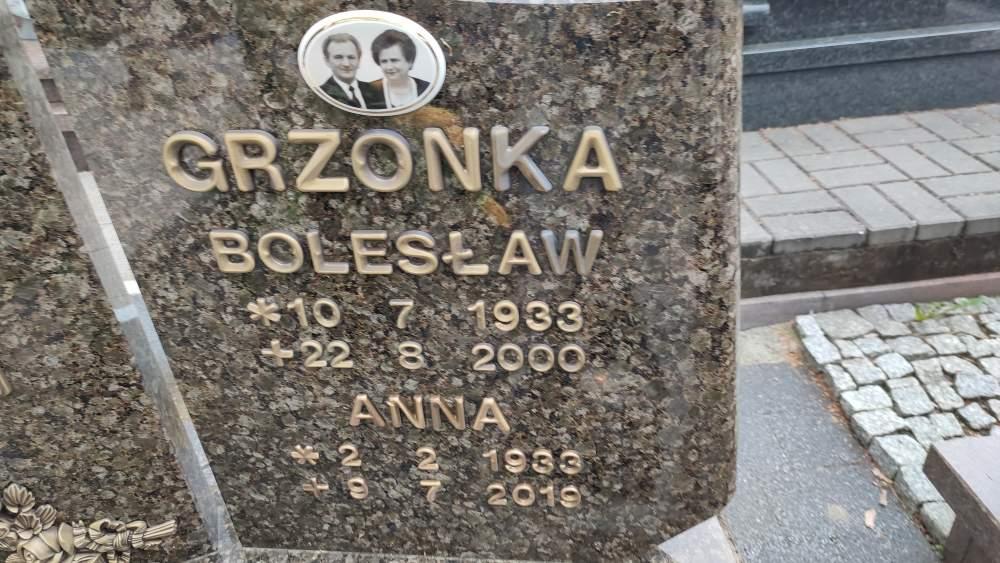 GRZONKA
BOLESŁAW
*10 7 1933
+22 8 2000
ANNA
* 2 2 1933
+ 9 7 2019